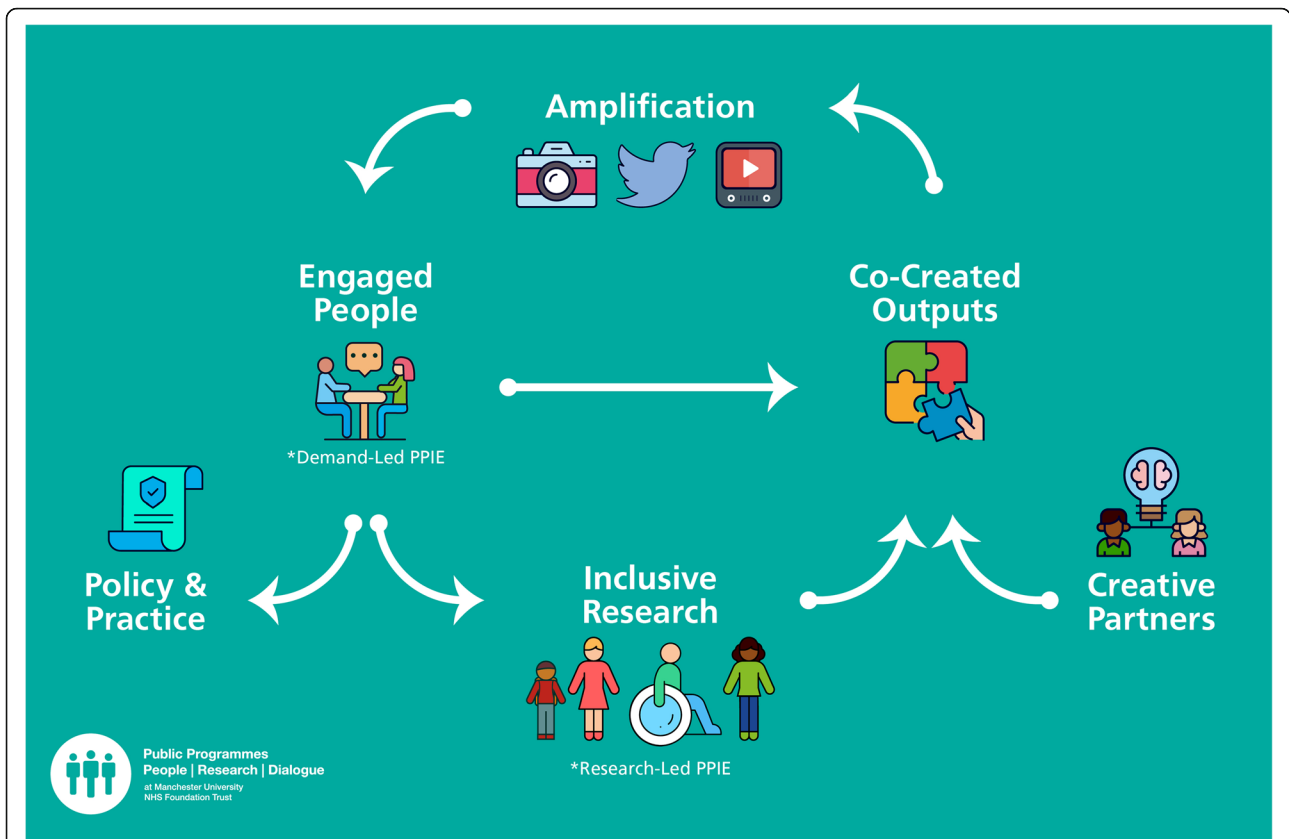 Amplification
Engaged
People
*Demand-Led PPIE
Co-Created
Outputs
Policy &
Practice
Inclusive
Research
*Research-Led PPIE
Creative
Partners
Public Programmes
People | Research | Dialogue
at Manchester University
NHS Foundation Trust